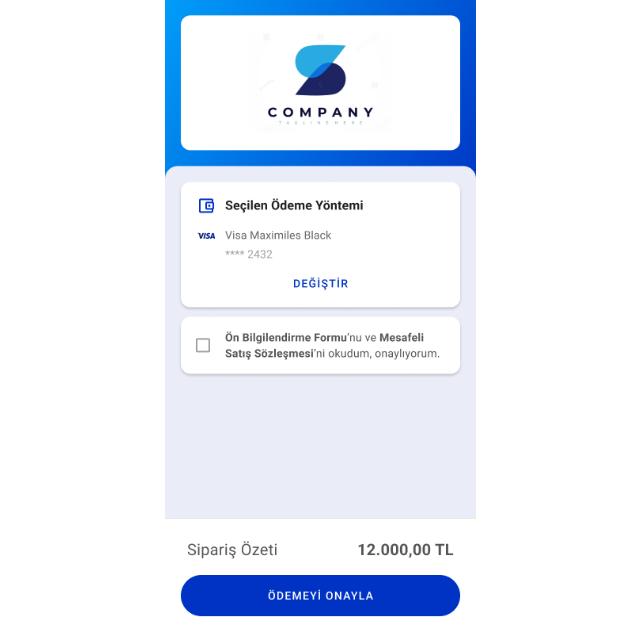 COMPANY
Seçilen Ödeme Yöntemi
VISA Visa Maximiles Black
**** 2432
DEĞİŞTİR
Ön Bilgilendirme Formu'nu ve Mesafeli
Satış Sözleşmesi'ni okudum, onaylıyorum.
Sipariş Özeti 12.000,00 TL
ÖDEMEYİ ONAYLA